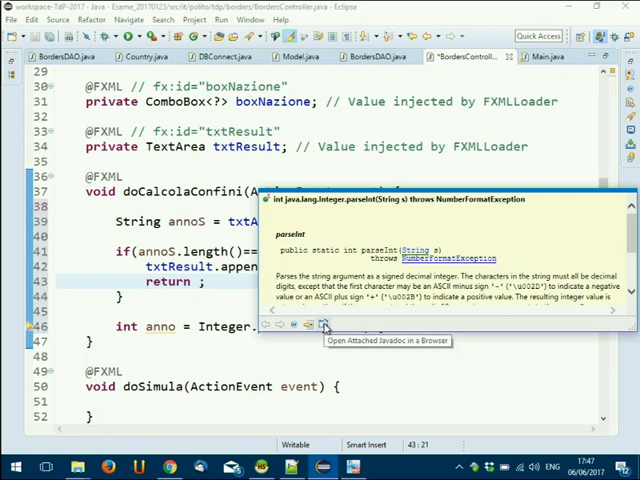 workspace-TdP-2017 - Java - Esame_20170123/src/it/polito/tdp/borders/BordersController.java - Eclipse
File Edit Source Refactor Navigate Search Project Run Window Help
Quick Access
BordersDAO.java Country.java DBConnect.java Model.java BordersDAO.java *BordersControll... Main.java
29
30 @FXML // fx:id="boxNazione"
31 private ComboBox<?> boxNazione; // Value injected by FXMLLoader
32
33 @FXML // fx:id="txtResult"
34 private TextArea txtResult; // Value injected by FXMLLoader
35
36 @FXML
37 void doCalcolaConfini(A
38
39 String annoS = txtA
40
41 if(annoS.length()==
42 txtResult.appen
43 return ;
44 }
45
46 int anno = Integer.
47 }
48
49 @FXML
50 void doSimula(ActionEvent event) {
51
52 }
int java.lang.Integer.parseInt(String s) throws NumberFormatException
parseInt
public static int parseInt(String s)
throws NumberFormatException
Parses the string argument as a signed decimal integer. The characters in the string must all be decimal
digits, except that the first character may be an ASCII minus sign '-' ('\u002D') to indicate a negative
value or an ASCII plus sign '+' ('\u002B') to indicate a positive value. The resulting integer value is
Open Attached Javadoc in a Browser
Writable Smart Insert 43 : 21
ENG
17:47
06/06/2017